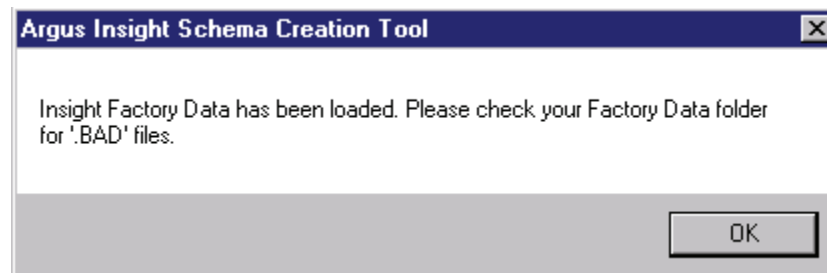 Argus Insight Schema Creation Tool
Insight Factory Data has been loaded. Please check your Factory Data folder
for '.BAD' files.
OK